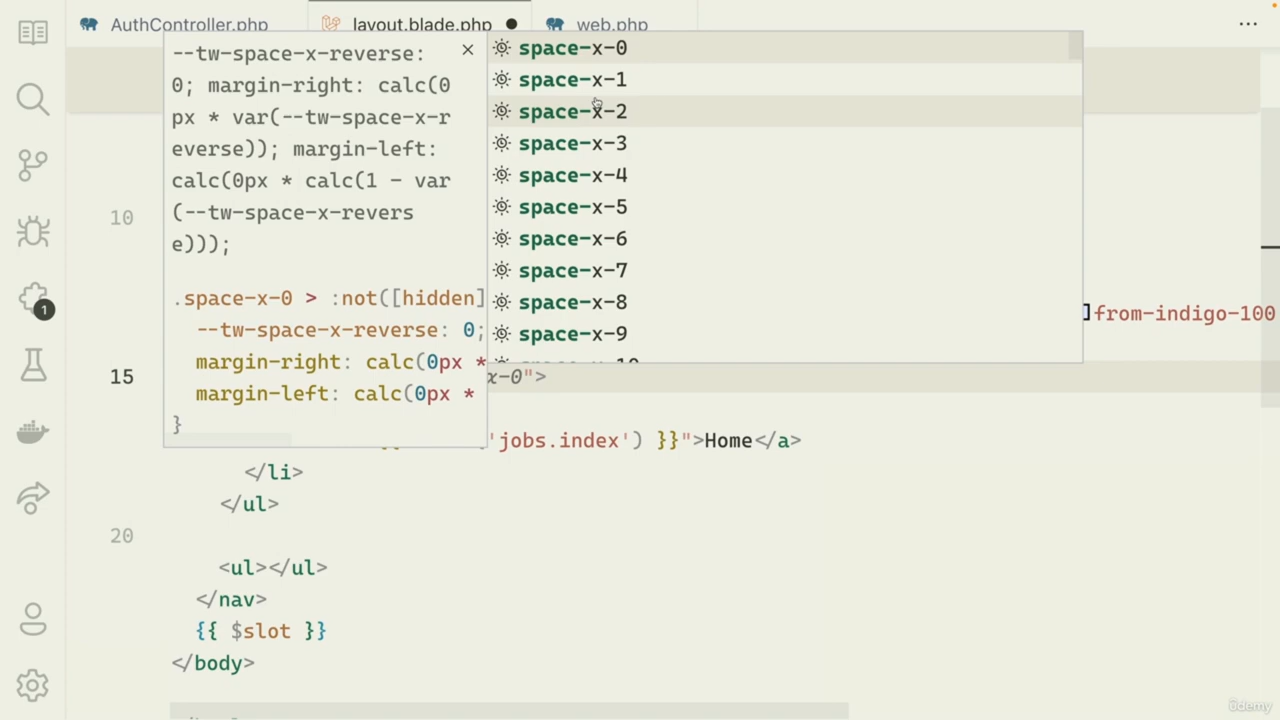 AuthController.php
layout.blade.php
web.php
--tw-space-x-reverse:
0; margin-right: calc(0
px * var(--tw-space-x-r
everse)); margin-left:
calc(0px * calc(1 - var
(--tw-space-x-revers
e)));
.space-x-0 > :not([hidden]
--tw-space-x-reverse: 0;
margin-right: calc(0px *
margin-left: calc(0px *
}
space-x-0
space-x-1
space-x-2
space-x-3
space-x-4
space-x-5
space-x-6
space-x-7
space-x-8
space-x-9
10
from-indigo-100
15
x-0">
'jobs.index') }}">Home</a>
</li>
</ul>
20
<ul></ul>
</nav>
{{ $slot }}
</body>
1
ûdemy